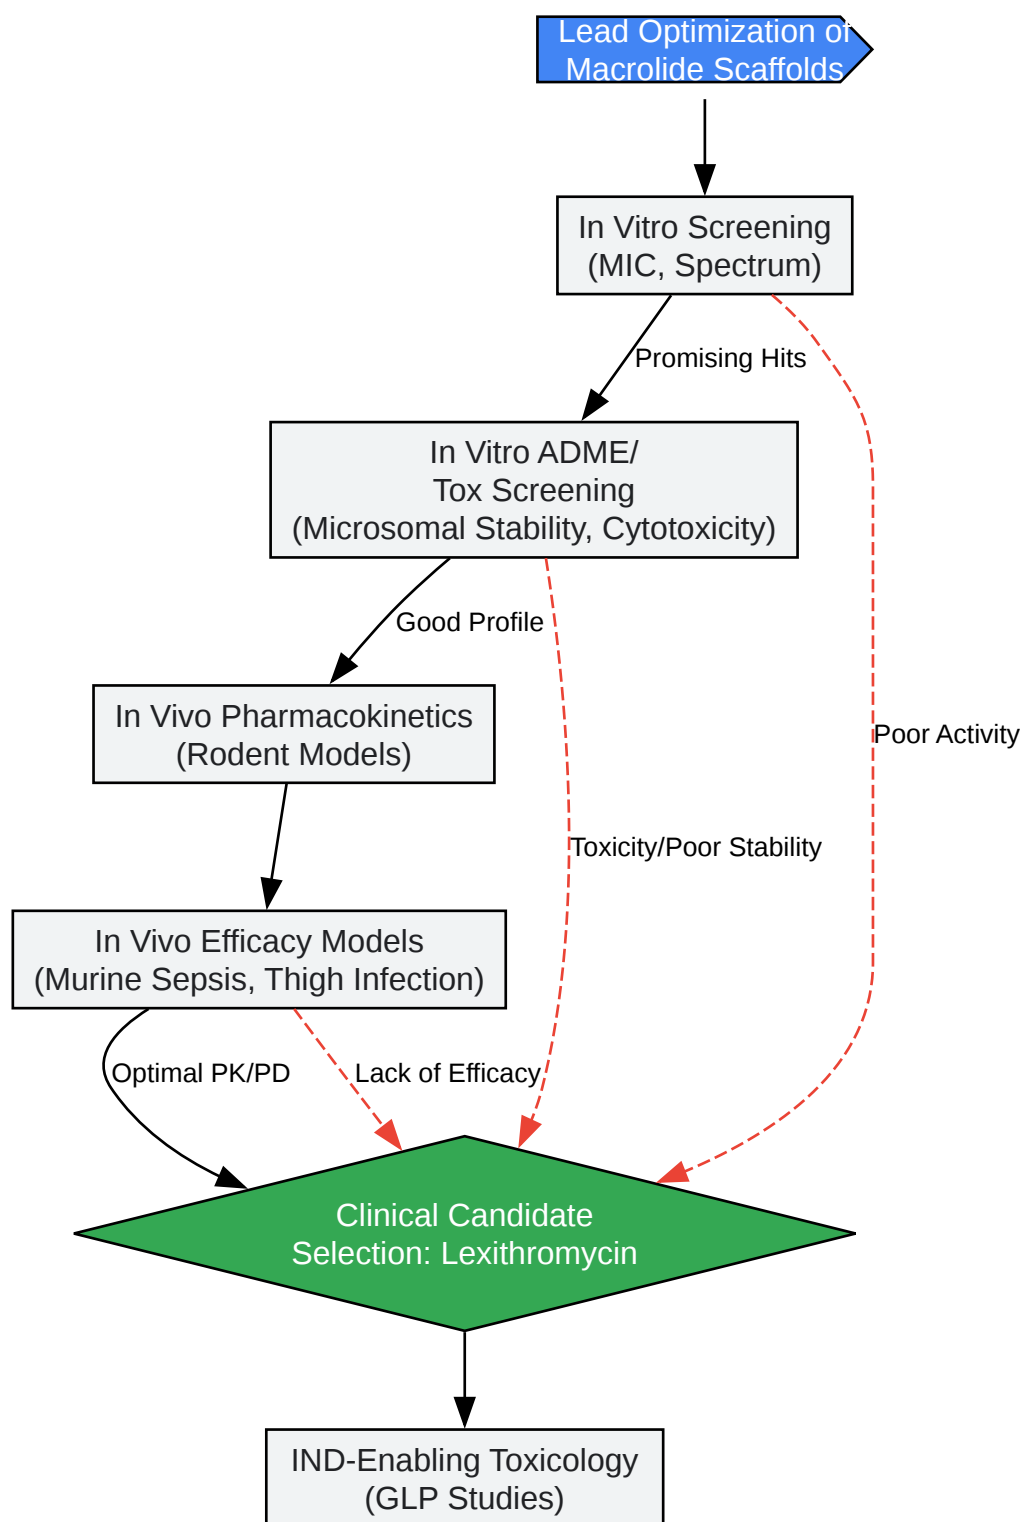 Lead Optimization of
Macrolide Scaffolds
In Vitro Screening
(MIC, Spectrum)
Promising Hits
In Vitro ADME/
Tox Screening
(Microsomal Stability, Cytotoxicity)
Good Profile
In Vivo Pharmacokinetics
(Rodent Models)
Poor Activity
Toxicity/Poor Stability
In Vivo Efficacy Models
(Murine Sepsis, Thigh Infection)
Optimal PK/PD
Lack of Efficacy
Clinical Candidate
Selection: Lexithromycin
IND-Enabling Toxicology
(GLP Studies)